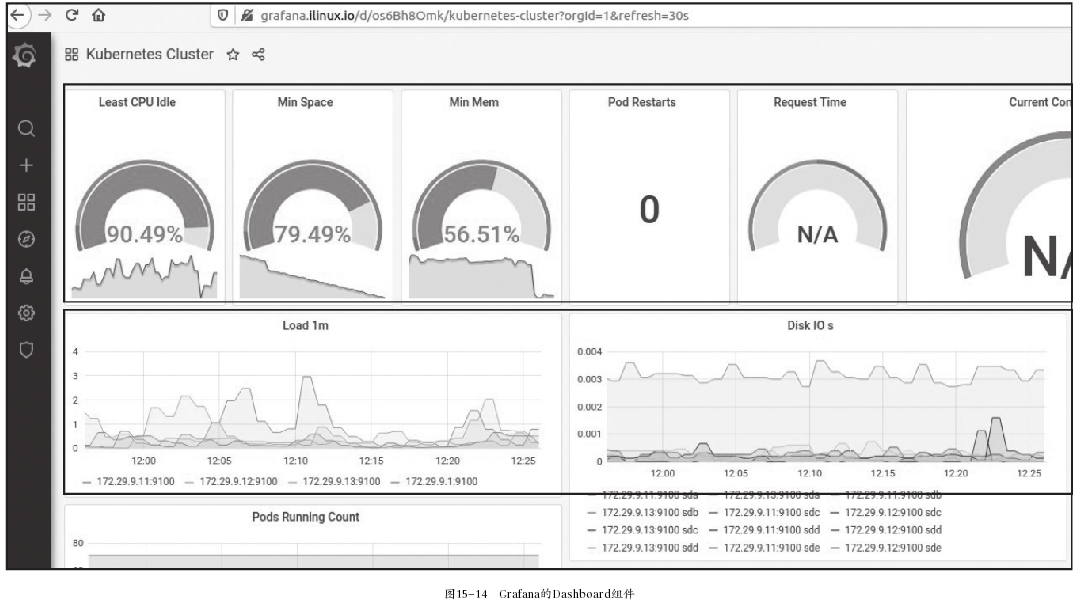 grafana.ilinux.io/d/os6Bh8Omk/kubernetes-cluster?orgId=1&refresh=30s
Kubernetes Cluster
Least CPU Idle
Min Space
Min Mem
Pod Restarts
Request Time
Current Con
90.49%
79.49%
56.51%
0
N/A
N/
Load 1m
4
3
2
1
0
12:00 12:05 12:10 12:15 12:20 12:25
172.29.9.11:9100 172.29.9.12:9100 172.29.9.13:9100 172.29.9.1:9100
Disk IO s
0.004
0.003
0.002
0.001
0
12:00 12:05 12:10 12:15 12:20 12:25
172.29.9.11:9100 sda 172.29.9.13:9100 sda 172.29.9.11:9100 sdb
172.29.9.13:9100 sdb 172.29.9.11:9100 sdc 172.29.9.12:9100 sdc
172.29.9.13:9100 sdc 172.29.9.11:9100 sdd 172.29.9.12:9100 sdd
172.29.9.13:9100 sdd 172.29.9.11:9100 sde 172.29.9.12:9100 sde
Pods Running Count
80
图15-14 Grafana的Dashboard组件